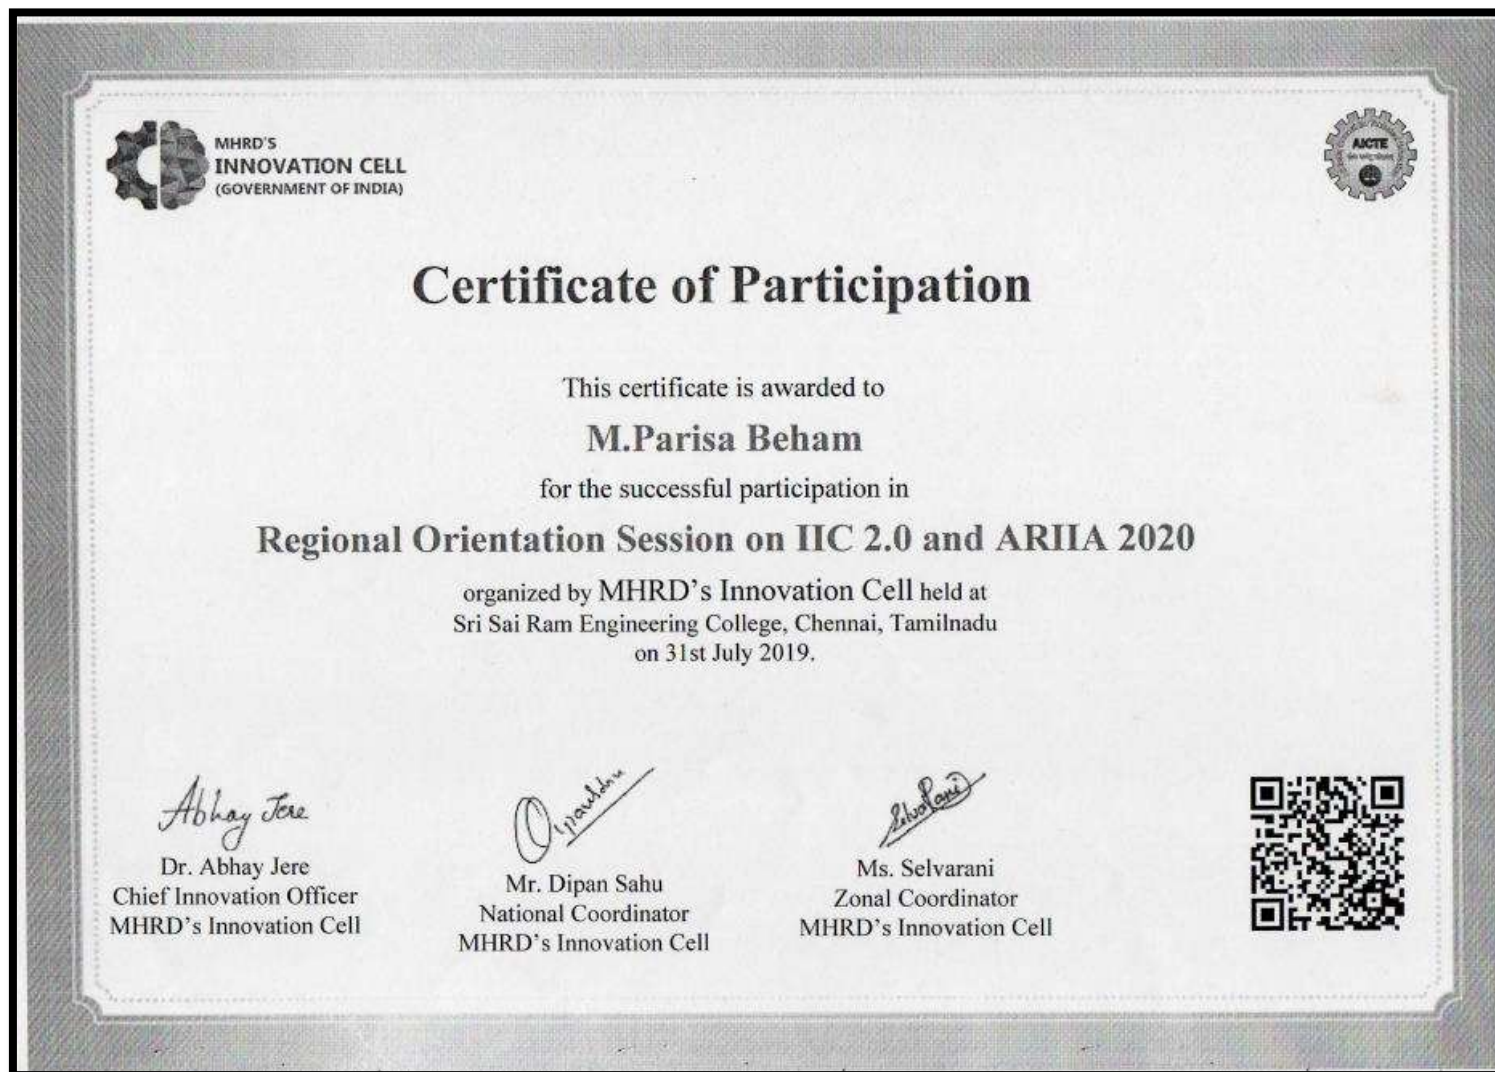 MHRD'S
INNOVATION CELL
(GOVERNMENT OF INDIA)
AICTE
Certificate of Participation
This certificate is awarded to
M.Parisa Beham
for the successful participation in
Regional Orientation Session on IIC 2.0 and ARIIA 2020
organized by MHRD's Innovation Cell held at
Sri Sai Ram Engineering College, Chennai, Tamilnadu
on 31st July 2019.
Abhay Jere
Dr. Abhay Jere
Chief Innovation Officer
MHRD's Innovation Cell
Mr. Dipan Sahu
National Coordinator
MHRD's Innovation Cell
SelvaRani
Ms. Selvarani
Zonal Coordinator
MHRD's Innovation Cell